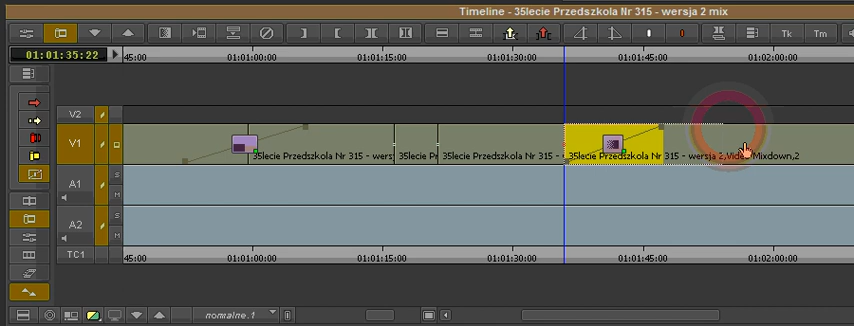 Timeline - 35lecie Przedszkola Nr 315 - wersja 2 mix
Tk Tm
01:01:35:22
45:00 01:01:00:00 01:01:15:00 01:01:30:00 01:01:45:00 01:02:00:00
V2
V1
35lecie Przedszkola Nr 315 - wers 35lecie Pr 35lecie Przedszkola Nr 315 - 35lecie Przedszkola Nr 315 - wersja 2,Video Mixdown,2
A1
S
M
A2
S
M
TC1
45:00 01:01:00:00 01:01:15:00 01:01:30:00 01:01:45:00 01:02:00:00
normalne.1